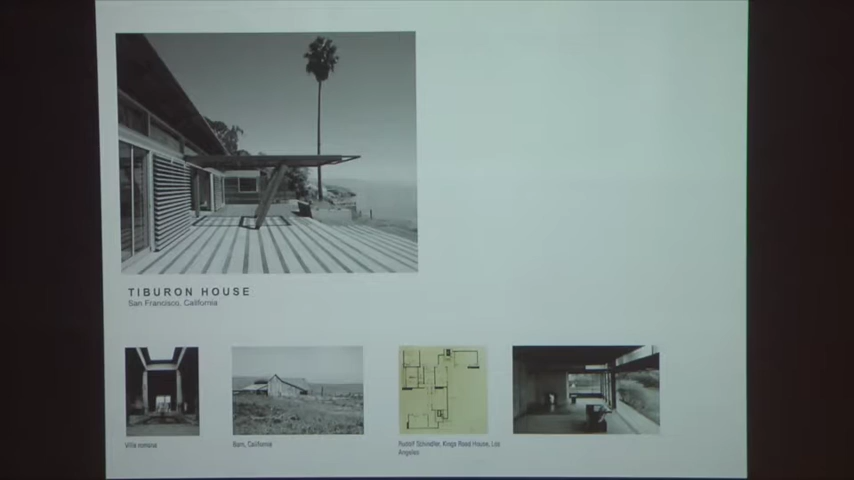 TIBURON HOUSE
San Francisco, California
Villa romana
Barn, California
Rudolf Schindler, Kings Road House, Los
Angeles